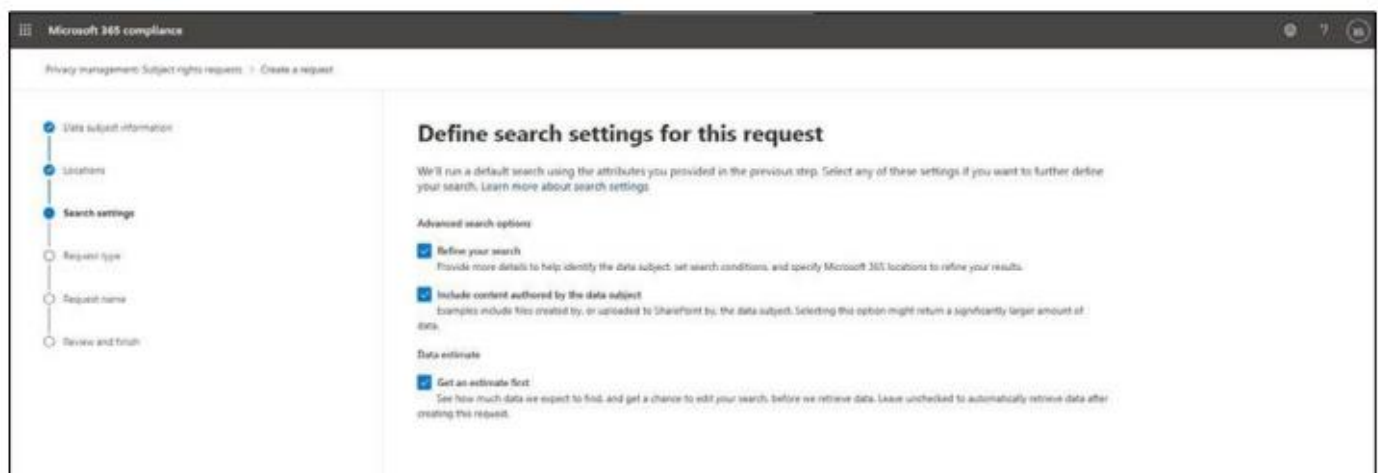 Microsoft 365 compliance
?
Privacy management: Subject rights requests > Create a request
Data subject information
Locations
Search settings
Request type
Request name
Review and finish
Define search settings for this request
We'll run a default search using the attributes you provided in the previous step. Select any of these settings if you want to further define
your search. Learn more about search settings
Advanced search options
Refine your search
Provide more details to help identify the data subject, set search conditions, and specify Microsoft 365 locations to refine your results.
Include content authored by the data subject
Examples include files created by, or uploaded to SharePoint by, the data subject. Selecting this option might return a significantly larger amount of
data.
Data estimate
Get an estimate first
See how much data we expect to find, and get a chance to edit your search, before we retrieve data. Leave unchecked to automatically retrieve data after
creating this request.